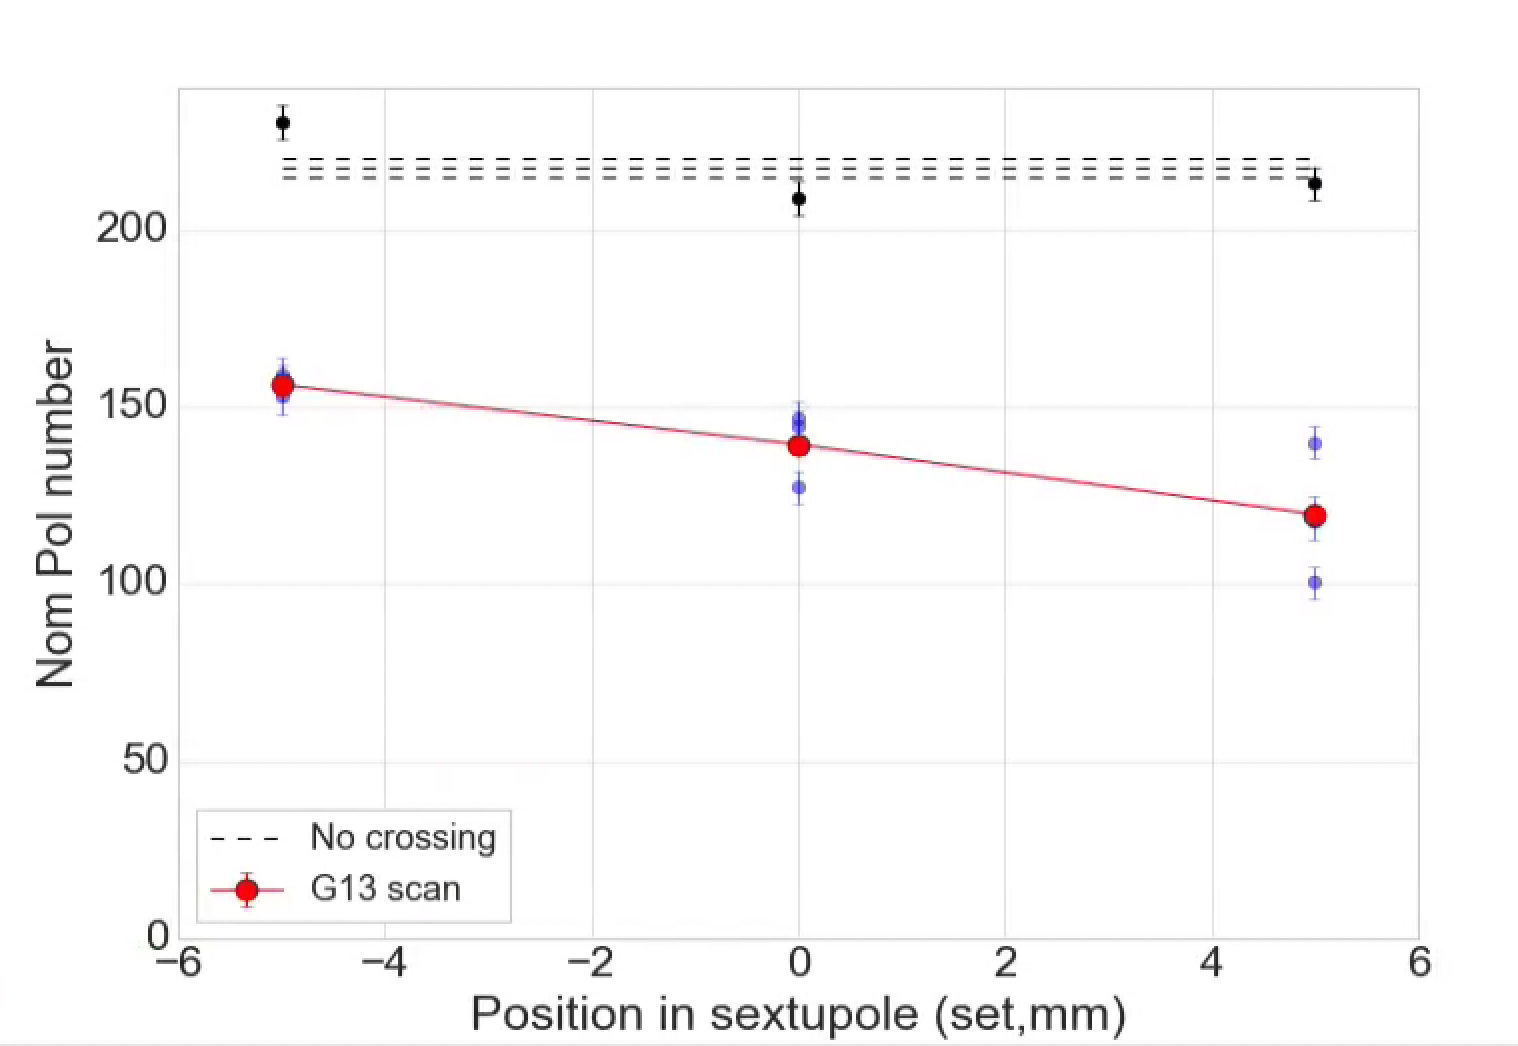 Nom Pol number
200
150
100
50
0
No crossing
G13 scan
−6 −4 −2 0 2 4 6
Position in sextupole (set,mm)